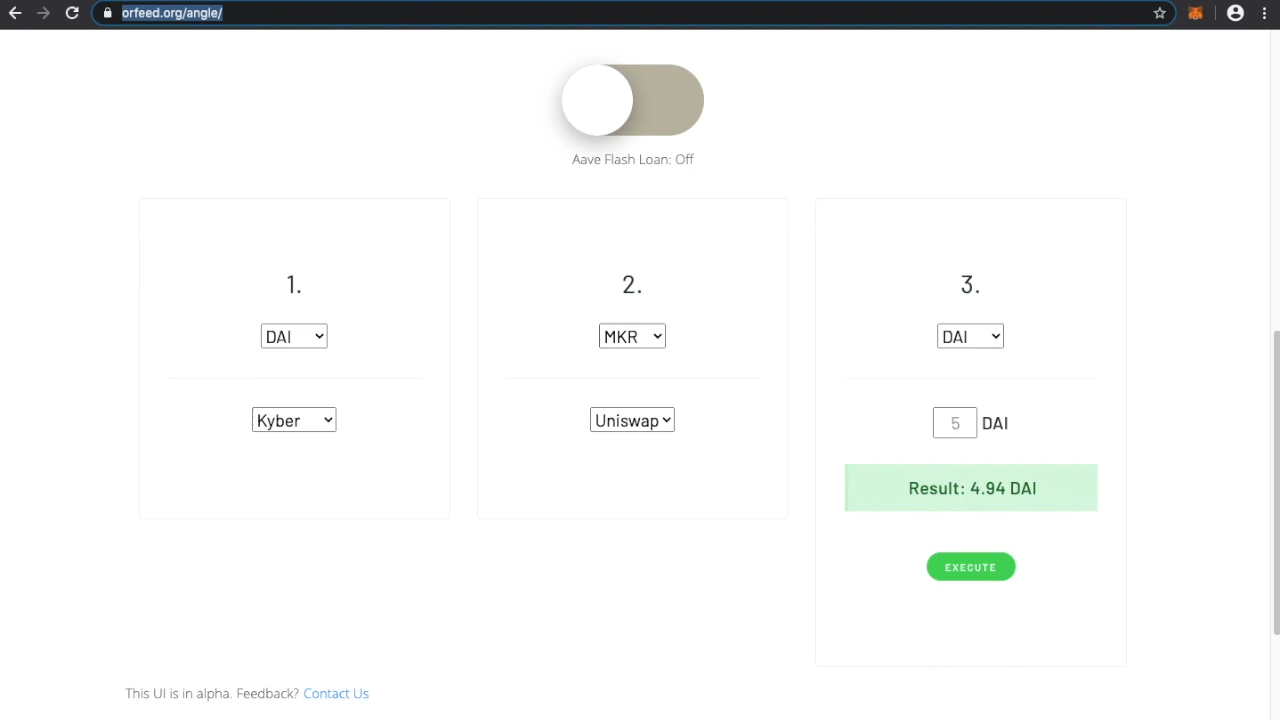 orfeed.org/angle/
Aave Flash Loan: Off
1.
DAI
Kyber
2.
MKR
Uniswap
3.
DAI
5 DAI
Result: 4.94 DAI
EXECUTE
This UI is in alpha. Feedback? Contact Us